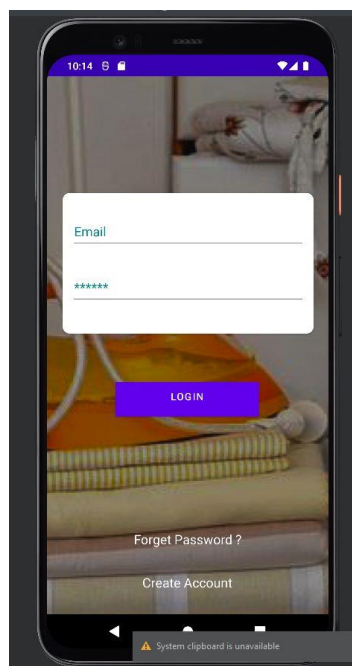 10:14
Email
******
LOGIN
Forget Password ?
Create Account
System clipboard is unavailable